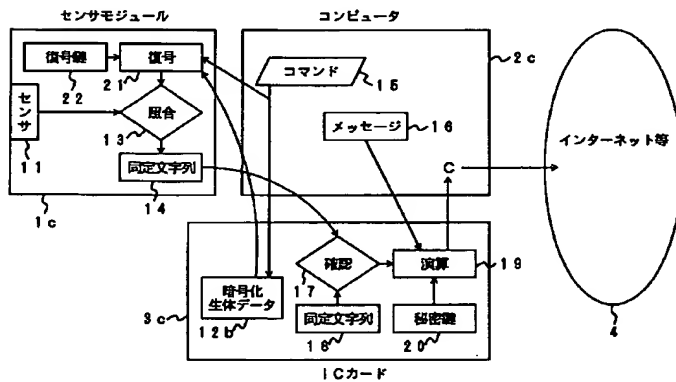 センサモジュール
コンピュータ
復号鍵
復号
2c
コマンド
22
21
15
センサ
照合
13
メッセージ
16
インターネット等
11
同定文字列
C
14
1c
確認
演算
19
17
暗号化
生体データ
3c
12b
同定文字列
秘密鍵
18
20
4
ICカード